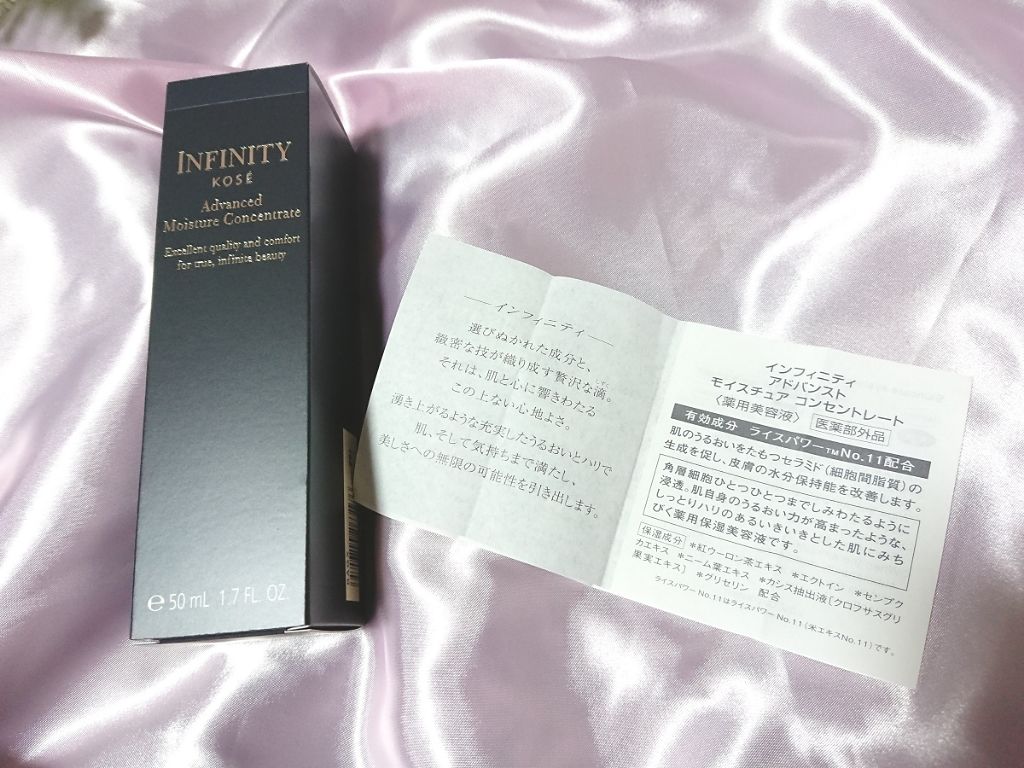 INFINITY
KOSÉ
Advanced
Moisture Concentrate
Excellent quality and comfort
for true, infinite beauty
℮ 50 mL 1.7 FL. OZ.
インフィニティ
選びぬかれた成分と、
緻密な技が織り成す贅沢な滴。
それは、肌と心に響きわたる
この上ない心地よさ。
湧き上がるような充実したうるおいとハリで
肌、そして気持ちまで満たし、
美しさへの無限の可能性を引き出します。
インフィニティ
アドバンスト
モイスチュア コンセントレート
〈薬用美容液〉 医薬部外品
有効成分 ライスパワー™No.11配合
肌のうるおいをたもつセラミド(細胞間脂質)の
生成を促し、皮膚の水分保持能を改善します。
角層細胞ひとつひとつまでしみわたるように
浸透。肌自身のうるおい力が高まったような、
しっとりハリのあるいきいきとした肌にみち
びく薬用保湿美容液です。
保湿成分 *紅ウーロン茶エキス *エクトイン *センブリ
カエキス *ニーム葉エキス *カシス抽出液〔クロフサスグリ
果実エキス〕 *グリセリン 配合
ライスパワー No.11はライスパワー No.11(米エキスNo.11)です。